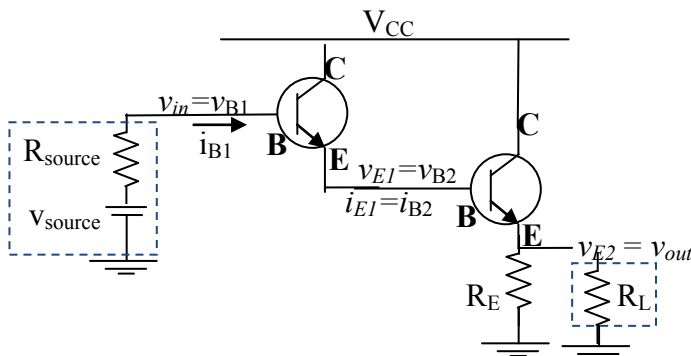 V_CC
C
v_in=v_B1
i_B1
B
E
R_source
v_source
v_E1=v_B2
i_E1=i_B2
C
B
E
v_E2 = v_out
R_E
R_L